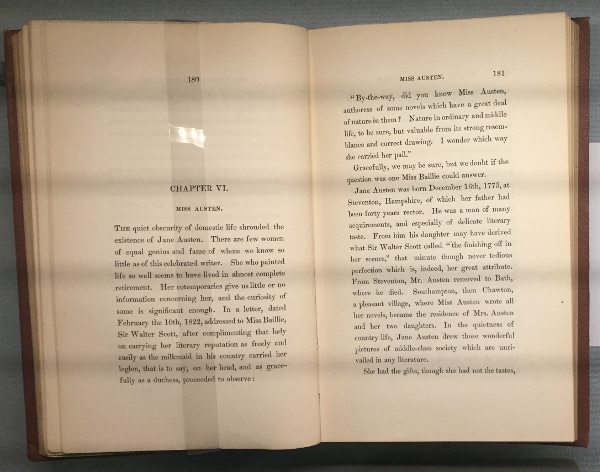 180
CHAPTER VI.
MISS AUSTEN.
THE quiet obscurity of domestic life shrouded the
existence of Jane Austen. There are few women
of equal genius and fame of whom we know so
little as of this celebrated writer. She who painted
life so well seems to have lived in almost complete
retirement. Her cotemporaries give us little or no
information concerning her, and the curiosity of
some is significant enough. In a letter, dated
February the 10th, 1822, addressed to Miss Baillie,
Sir Walter Scott, after complimenting that lady
on carrying her literary reputation as freely and
easily as the milkmaid in his country carried her
leglen, that is to say, on her head, and as grace-
fully as a duchess, proceeded to observe:
MISS AUSTEN. 181
"By-the-way, did you know Miss Austen,
authoress of some novels which have a great deal
of nature in them? Nature in ordinary and middle
life, to be sure, but valuable from its strong resem-
blance and correct drawing. I wonder which way
she carried her pail."
Gracefully, we may be sure, but we doubt if the
question was one Miss Baillie could answer.
Jane Austen was born December 16th, 1775, at
Steventon, Hampshire, of which her father had
been forty years rector. He was a man of many
acquirements, and especially of delicate literary
taste. From him his daughter may have derived
what Sir Walter Scott called "the finishing off in
her scenes," that minute though never tedious
perfection which is, indeed, her great attribute.
From Steventon, Mr. Austen removed to Bath,
where he died. Southampton, then Chawton,
a pleasant village, where Miss Austen wrote all
her novels, became the residence of Mrs. Austen
and her two daughters. In the quietness of
country-life, Jane Austen drew those wonderful
pictures of middle-class society which are unri-
valled in any literature.
She had the gifts, though she had not the tastes,